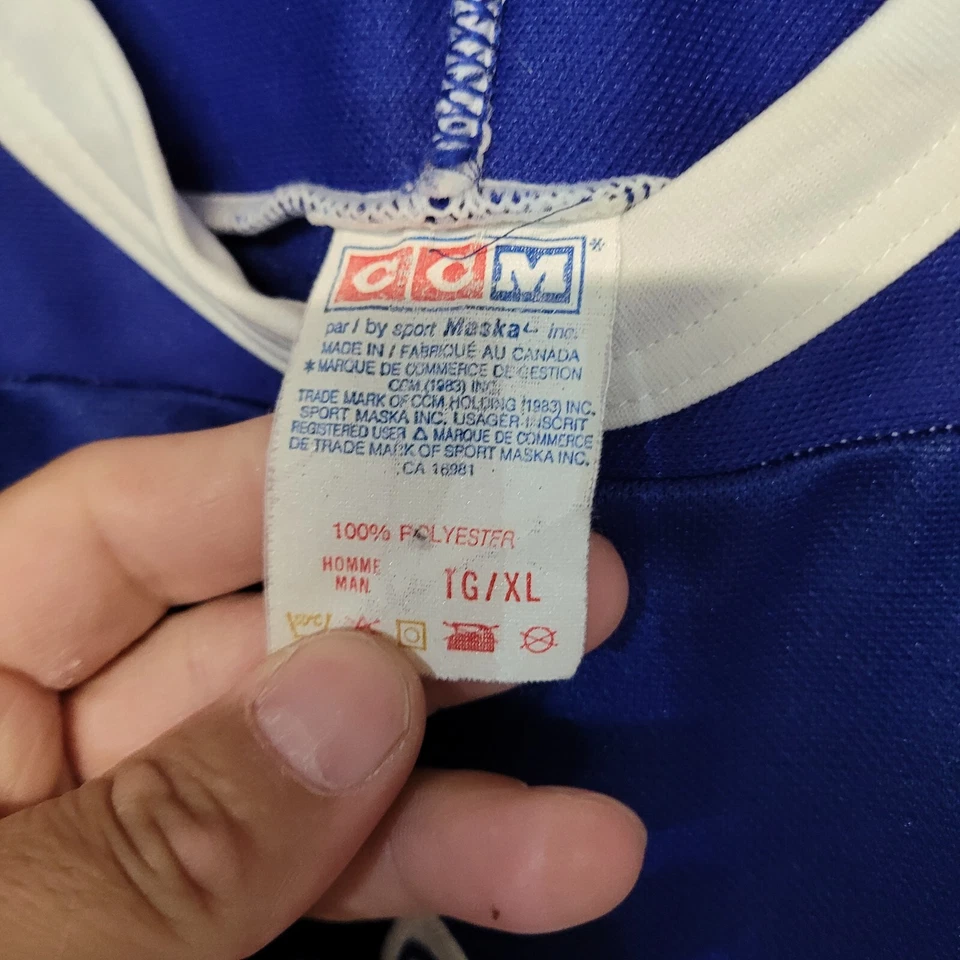 CCM*
par / by sport Maska△ inc.
MADE IN / FABRIQUÉ AU CANADA
* MARQUE DE COMMERCE DE GESTION
CCM (1983) INC.
TRADE MARK OF CCM HOLDING (1983) INC.
SPORT MASKA INC. USAGER INSCRIT
REGISTERED USER △ MARQUE DE COMMERCE
DE TRADE MARK OF SPORT MASKA INC.
CA 16981
100% POLYESTER
HOMME
MAN
TG/XL